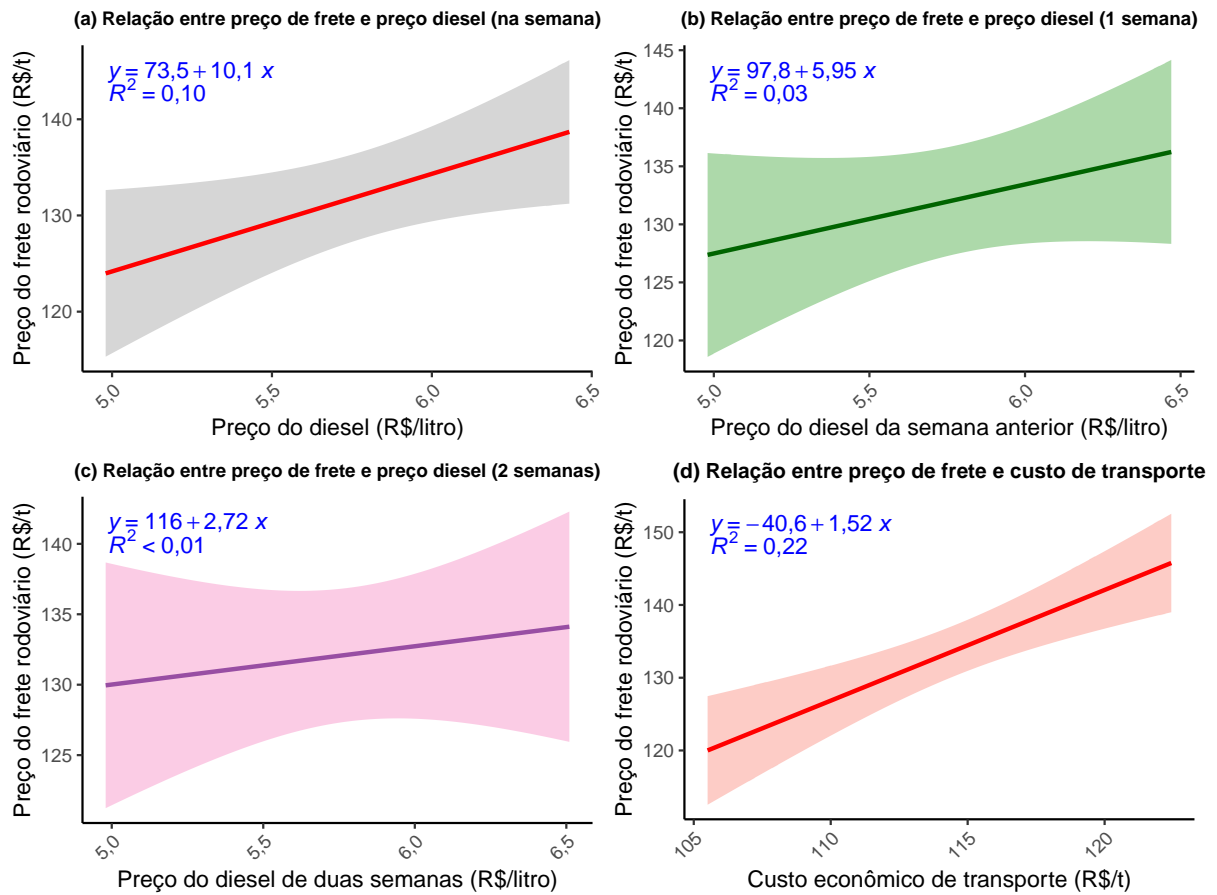 (a) Relação entre preço de frete e preço diesel (na semana)
y = 73,5 + 10,1 x
R² = 0,10
Preço do frete rodoviário (R$/t)
140
130
120
5,0
5,5
6,0
6,5
Preço do diesel (R$/litro)
(b) Relação entre preço de frete e preço diesel (1 semana)
y = 97,8 + 5,95 x
R² = 0,03
Preço do frete rodoviário (R$/t)
145
140
135
130
125
120
5,0
5,5
6,0
6,5
Preço do diesel da semana anterior (R$/litro)
(c) Relação entre preço de frete e preço diesel (2 semanas)
y = 116 + 2,72 x
R² < 0,01
Preço do frete rodoviário (R$/t)
140
135
130
125
5,0
5,5
6,0
6,5
Preço do diesel de duas semanas (R$/litro)
(d) Relação entre preço de frete e custo de transporte
y = −40,6 + 1,52 x
R² = 0,22
Preço do frete rodoviário (R$/t)
150
140
130
120
105
110
115
120
Custo econômico de transporte (R$/t)